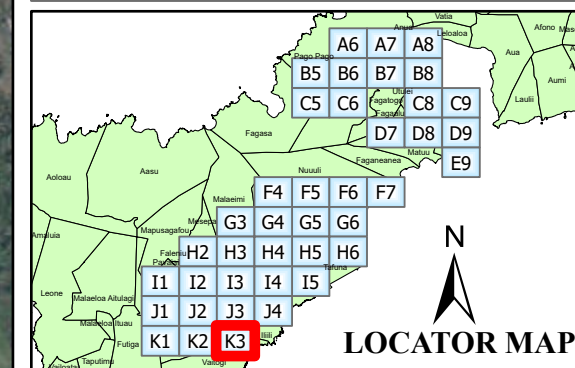 Vatia
Afono
Anua
Leloaloa
A6 A7 A8
Aua
Pago Pago
B5 B6 B7 B8
Aumi
Utulei
C5 C6 Fagatogo C8 C9
Laulii
Fagaalu
Fagasa
D7 D8 D9
Matuu
Faganeanea
E9
Aasu
Nuuuli
Aoloau
F4 F5 F6 F7
Malaeimi
Mesepa
G3 G4 G5 G6
Mapusagafou
Amaluia
N
Faleniu
H2 H3 H4 H5 H6
Tafuna
I1 I2 I3 I4 I5
Leone
Malaeloa Aitulagi
J1 J2 J3 J4
Malaeloa Ituau
Iliili
K1 K2 K3
LOCATOR MAP
Futiga
Taputimu
Vaitogi